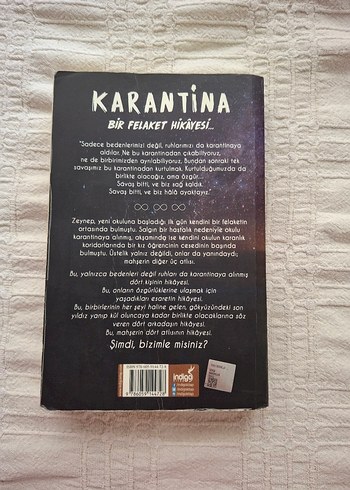 KARANTİNA
BİR FELAKET HİKÂYESİ...
"Sadece bedenlerimizi değil, ruhlarımızı da karantinaya
aldılar. Ne bu karantinadan çıkabiliyoruz,
ne de birbirimizden ayrılabiliyoruz. Bundan sonraki tek
savaşımız bu karantinadan kurtulmak. Kurtulduğumuzda da
birlikte olacağız, ama özgür...
Savaş bitti, ve biz sağ kaldık.
Savaş bitti, ve biz hâlâ ayaktayız."
Zeynep, yeni okuluna başladığı ilk gün kendini bir felaketin
ortasında bulmuştu. Salgın bir hastalık nedeniyle okulu
karantinaya alınmış, akşamında ise kendini okulun karanlık
koridorlarında bir kız öğrencinin cesedinin başında
bulmuştu. Üstelik yalnız değildi, onlar da yanındaydı;
mahşerin diğer üç atlısı.
Bu, yalnızca bedenleri değil ruhları da karantinaya alınmış
dört kişinin hikâyesi.
Bu, onların özgürlüklerine ulaşmak için
yaşadıkları esaretin hikâyesi.
Bu, birbirlerinin her şeyi haline gelen, gökyüzündeki son
yıldız yanıp kül oluncaya kadar birlikte olacaklarına söz
veren dört arkadaşın hikâyesi.
Bu, mahşerin dört atlısının hikâyesi.
Şimdi, bizimle misiniz?
indigo